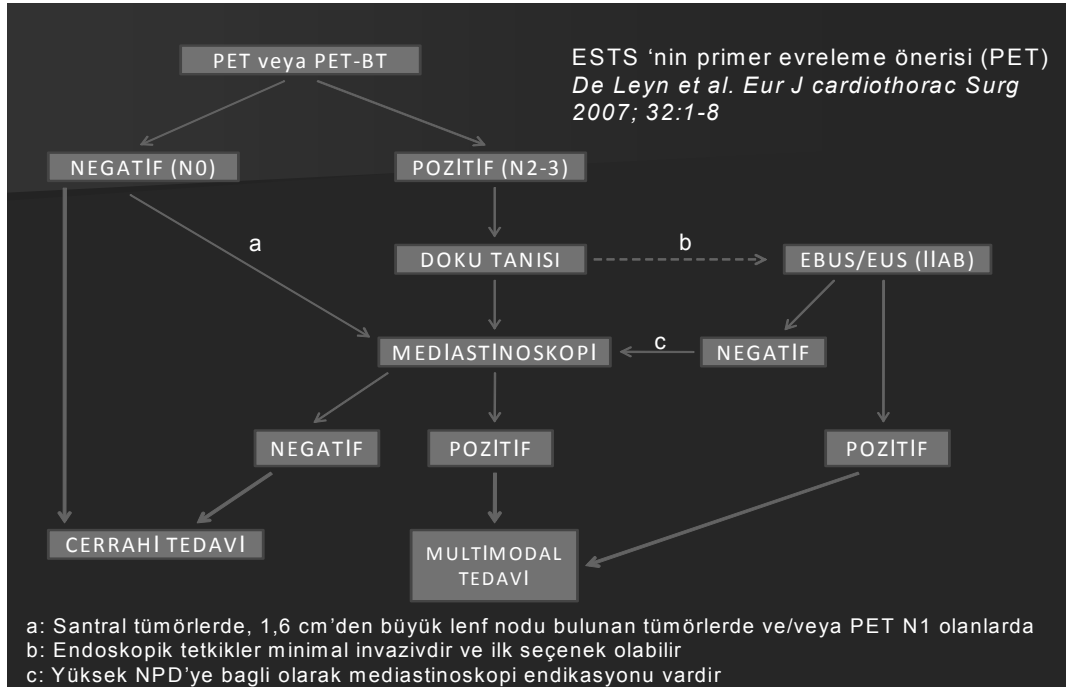 PET veya PET-BT
ESTS ‘nin primer evreleme önerisi (PET)
De Leyn et al. Eur J cardiothorac Surg
2007; 32:1-8
NEGATİF (N0)
POZİTİF (N2-3)
a
DOKU TANISI
b
EBUS/EUS (İİAB)
MEDİASTİNOSKOPİ
c
NEGATİF
NEGATİF
POZİTİF
POZİTİF
CERRAHİ TEDAVİ
MULTİMODAL
TEDAVİ
a: Santral tümörlerde, 1,6 cm’den büyük lenf nodu bulunan tümörlerde ve/veya PET N1 olanlarda
b: Endoskopik tetkikler minimal invazivdir ve ilk seçenek olabilir
c: Yüksek NPD’ye bagli olarak mediastinoskopi endikasyonu vardir